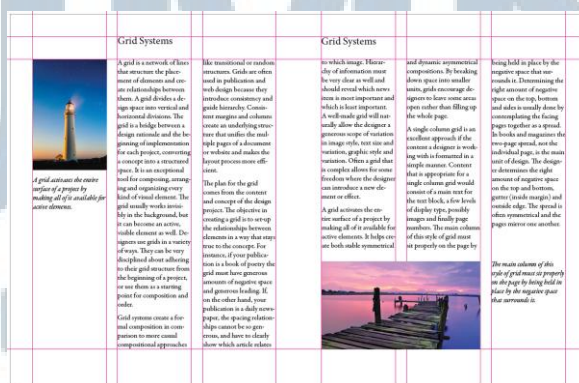 Grid Systems
A grid is a network of lines
that structure the place-
ment of elements and cre-
ate relationships between
them. A grid divides a de-
sign space into vertical and
horizontal divisions. The
grid is a bridge between a
design rationale and the be-
ginning of implementation
for each project, converting
a concept into a structured
space. It is an exceptional
tool for composing, arrang-
ing and organizing every
kind of visual element. The
grid usually works invisi-
bly in the background, but
it can become an active,
visible element as well. De-
signers use grids in a variety
of ways. They can be very
disciplined about adhering
to their grid structure from
the beginning of a project,
or use them as a starting
point for composition and
order.
Grid systems create a for-
mal composition in com-
parison to more casual
compositional approaches
like transitional or random
structures. Grids are often
used in publication and
web design because they
introduce consistency and
guide hierarchy. Consis-
tent margins and columns
create an underlying struc-
ture that unifies the mul-
tiple pages of a document
or website and makes the
layout process more effi-
cient.
The plan for the grid
comes from the content
and concept of the design
project. The objective in
creating a grid is to set-up
the relationships between
elements in a way that stays
true to the concept. For
instance, if your publica-
tion is a book of poetry the
grid must have generous
amounts of negative space
and generous leading. If,
on the other hand, your
publication is a daily news-
paper, the spacing relation-
ships cannot be so gen-
erous, and have to clearly
show which article relates
A grid activates the entire
surface of a project by
making all of it available for
active elements.
Grid Systems
to which image. Hierar-
chy of information must
be very clear as well and
should reveal which news
item is most important and
which is least important.
A well-made grid will nat-
urally allow the designer a
generous scope of variation
in image style, text size and
variation, graphic style and
variation. Often a grid that
is complex allows for some
freedom where the designer
can introduce a new ele-
ment or effect.
A grid activates the en-
tire surface of a project by
making all of it available for
active elements. It helps cre-
ate both stable symmetrical
and dynamic asymmetrical
compositions. By breaking
down space into smaller
units, grids encourage de-
signers to leave some areas
open rather than filling up
the whole page.
A single column grid is an
excellent approach if the
content a designer is work-
ing with is formatted in a
simple manner. Content
that is appropriate for a
single column grid would
consist of a main text for
the text block, a few levels
of display type, possibly
images and finally page
numbers. The main column
of this style of grid must
sit properly on the page by
being held in place by the
negative space that sur-
rounds it. Determining the
right amount of negative
space on the top, bottom
and sides is usually done by
contemplating the facing
pages together as a spread.
In books and magazines the
two-page spread, not the
individual page, is the main
unit of design. The design-
er determines the right
amount of negative space
on the top and bottom,
gutter (inside margin) and
outside edge. The spread is
often symmetrical and the
pages mirror one another.
The main column of this
style of grid must sit properly
on the page by being held in
place by the negative space
that surrounds it.